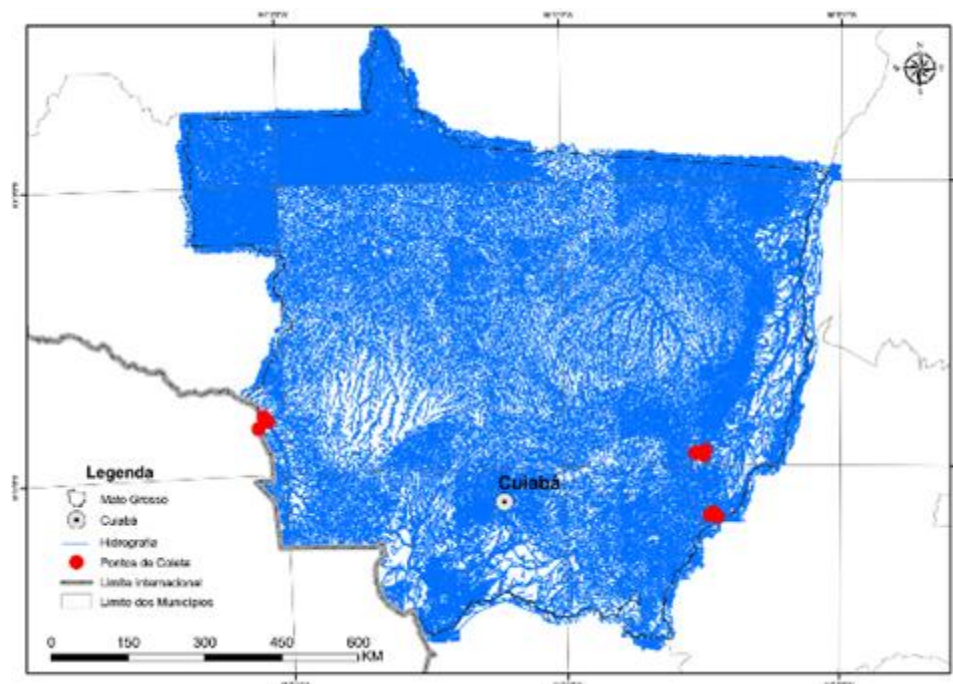 N
S
Cuiabá
Legenda
Mato Grosso
Cuiabá
Hidrografia
Pontos de Coleta
Limite Internacional
Limite dos Municípios
0 150 300 450 600
KM